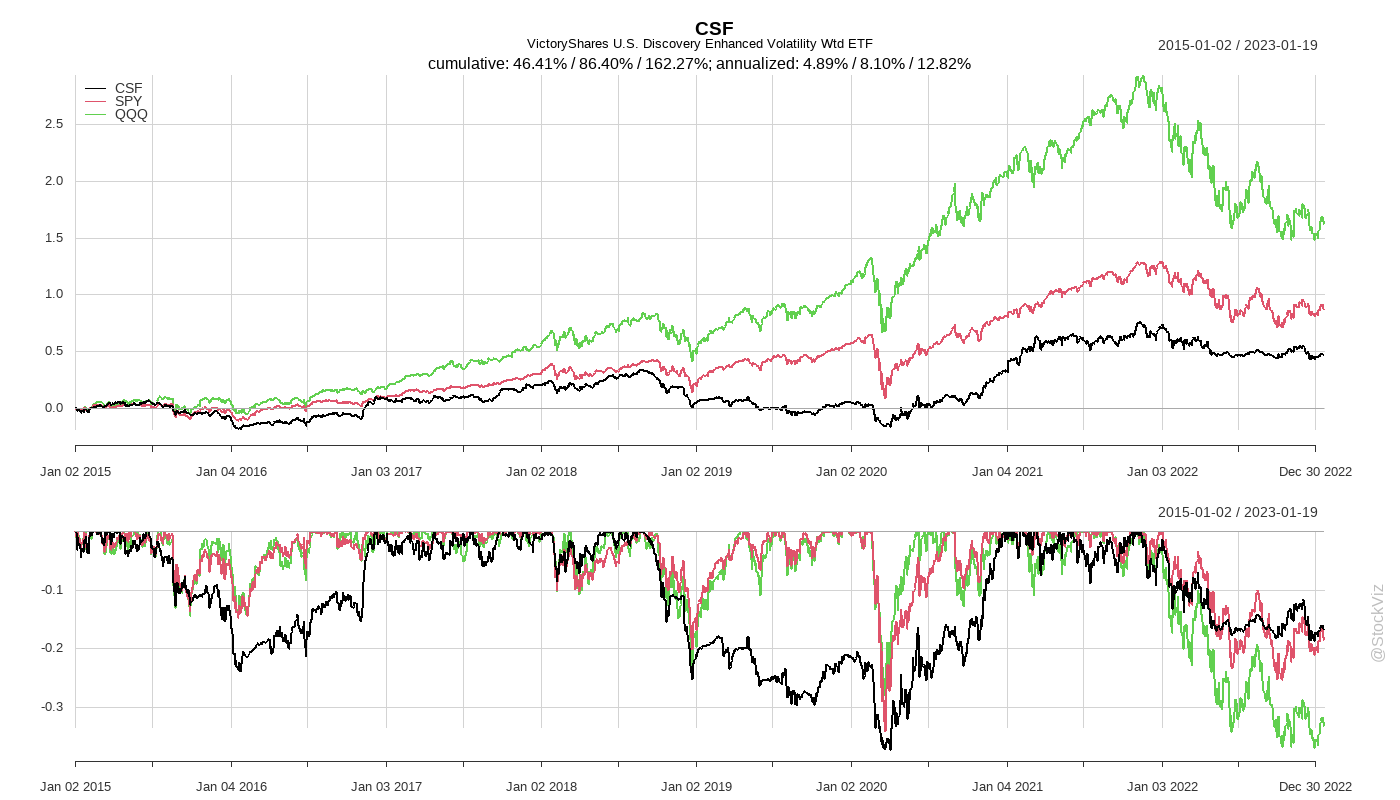 CSF
VictoryShares U.S. Discovery Enhanced Volatility Wtd ETF
2015-01-02 / 2023-01-19
cumulative: 46.41% / 86.40% / 162.27%; annualized: 4.89% / 8.10% / 12.82%
CSF
SPY
QQQ
2.5
2.0
1.5
1.0
0.5
0.0
Jan 02 2015 Jan 04 2016 Jan 03 2017 Jan 02 2018 Jan 02 2019 Jan 02 2020 Jan 04 2021 Jan 03 2022 Dec 30 2022
2015-01-02 / 2023-01-19
-0.1
-0.2
-0.3
Jan 02 2015 Jan 04 2016 Jan 03 2017 Jan 02 2018 Jan 02 2019 Jan 02 2020 Jan 04 2021 Jan 03 2022 Dec 30 2022
@StockViz